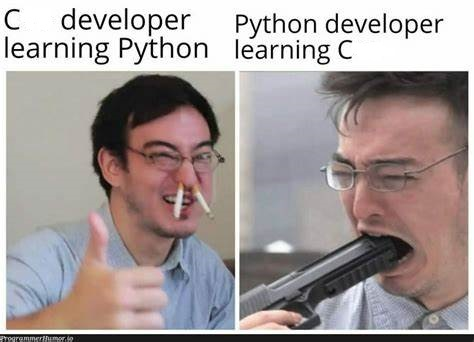 C developer
learning Python
Python developer
learning C
ProgrammerHumor.io